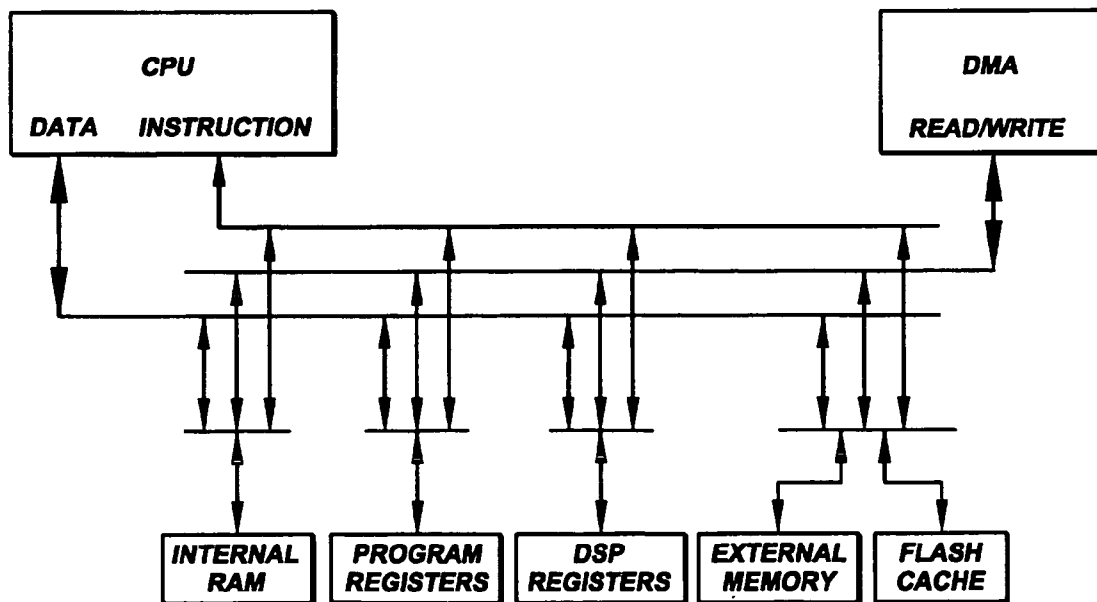 CPU
DMA
DATA INSTRUCTION
READ/WRITE
INTERNAL
RAM
PROGRAM
REGISTERS
DSP
REGISTERS
EXTERNAL
MEMORY
FLASH
CACHE